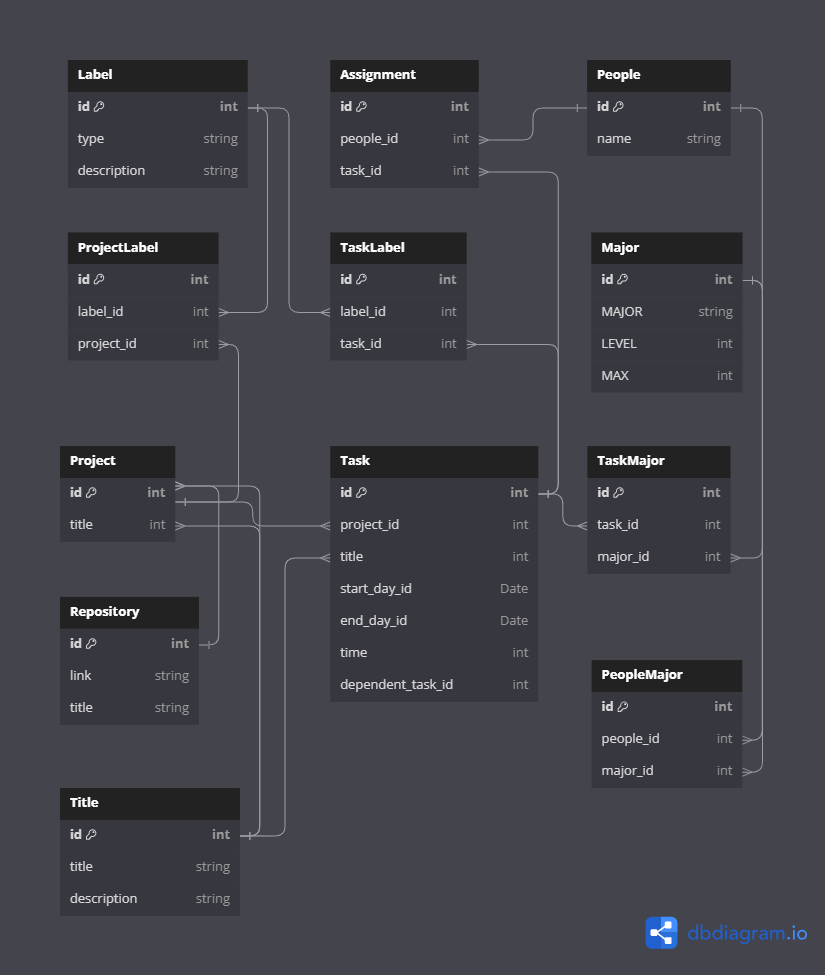 Label
id int
type string
description string
Assignment
id int
people_id int
task_id int
People
id int
name string
ProjectLabel
id int
label_id int
project_id int
TaskLabel
id int
label_id int
task_id int
Major
id int
MAJOR string
LEVEL int
MAX int
Project
id int
title int
Task
id int
project_id int
title int
start_day_id Date
end_day_id Date
time int
dependent_task_id int
TaskMajor
id int
task_id int
major_id int
Repository
id int
link string
title string
PeopleMajor
id int
people_id int
major_id int
Title
id int
title string
description string
dbdiagram.io